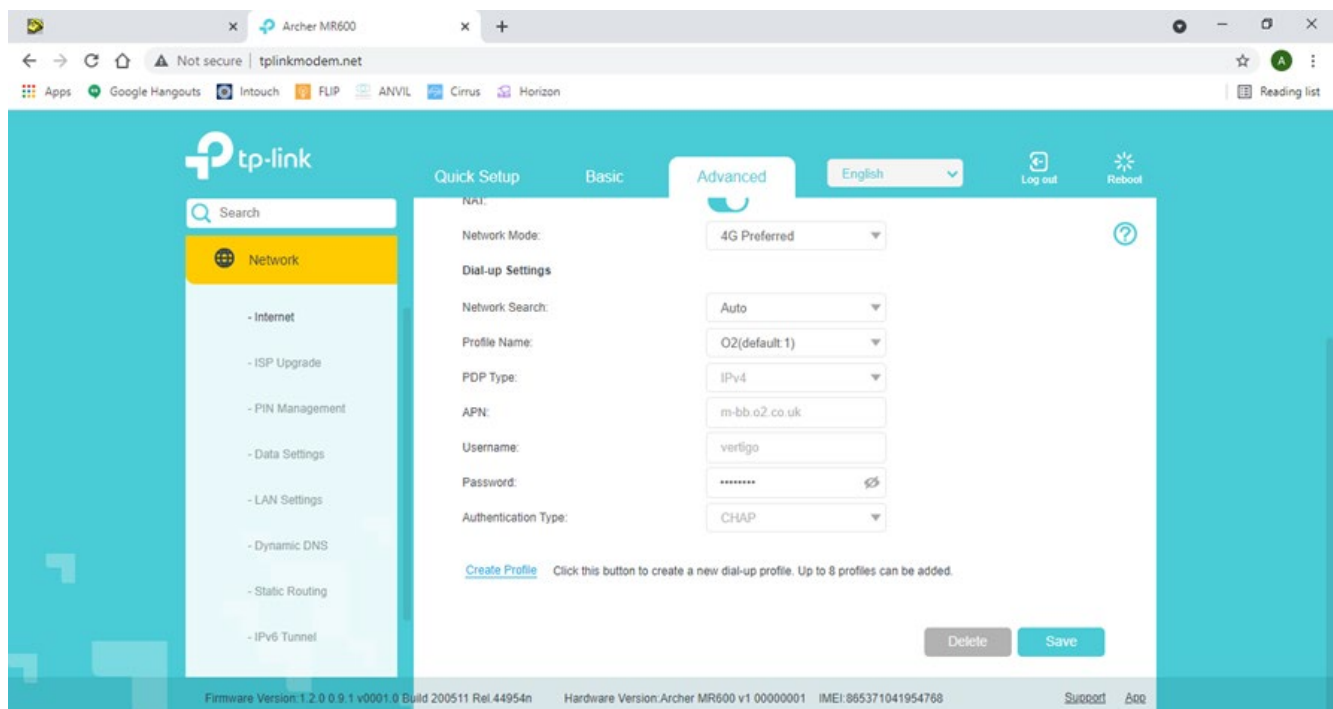 Archer MR600
Not secure | tplinkmodem.net
A
Apps Google Hangouts Intouch FLIP ANVIL Cirrus Horizon Reading list
tp-link
Quick Setup Basic Advanced English Log out Reboot
Search
NAT:
Network Mode: 4G Preferred
Network
Dial-up Settings
- Internet
Network Search: Auto
Profile Name: O2(default:1)
- ISP Upgrade
PDP Type: IPv4
- PIN Management
APN: m-bb.o2.co.uk
Username: vertigo
- Data Settings
Password: ••••••••
- LAN Settings
Authentication Type: CHAP
- Dynamic DNS
Create Profile Click this button to create a new dial-up profile. Up to 8 profiles can be added.
- Static Routing
- IPv6 Tunnel
Delete Save
Firmware Version:1.2.0 0.9.1 v0001.0 Build 200511 Rel.44954n Hardware Version:Archer MR600 v1 00000001 IMEI:865371041954768 Support App